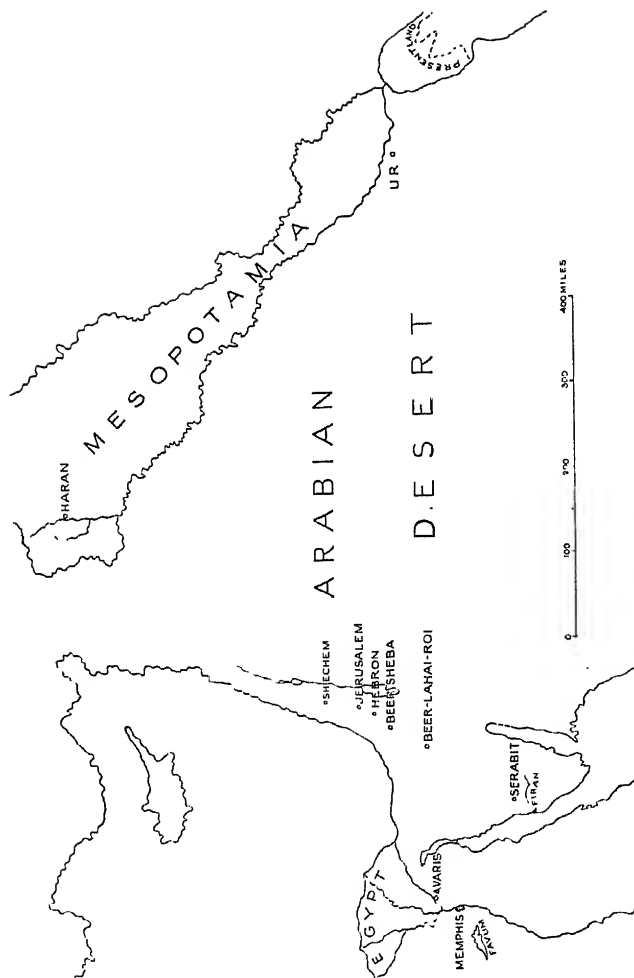 PRESENT LAND
UR
MESOPOTAMIA
HARAN
400 MILES
300
200
100
0
ARABIAN
DESERT
SHECHEM
JERUSALEM
HEBRON
BEERSHEBA
BEER-LAHAI-ROI
SERABIT
FIRAN
EGYPT
AVARIS
MEMPHIS
FAYUM